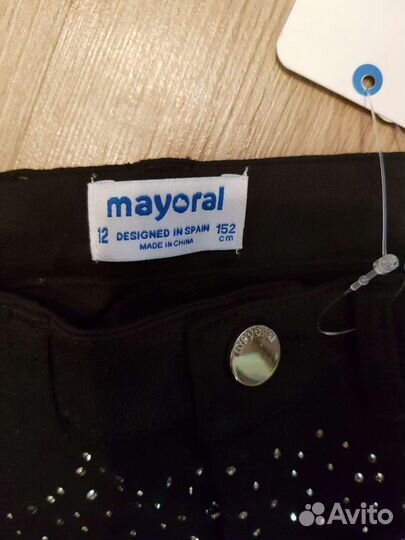 mayoral
12 DESIGNED IN SPAIN 152
MADE IN CHINA cm
Avito